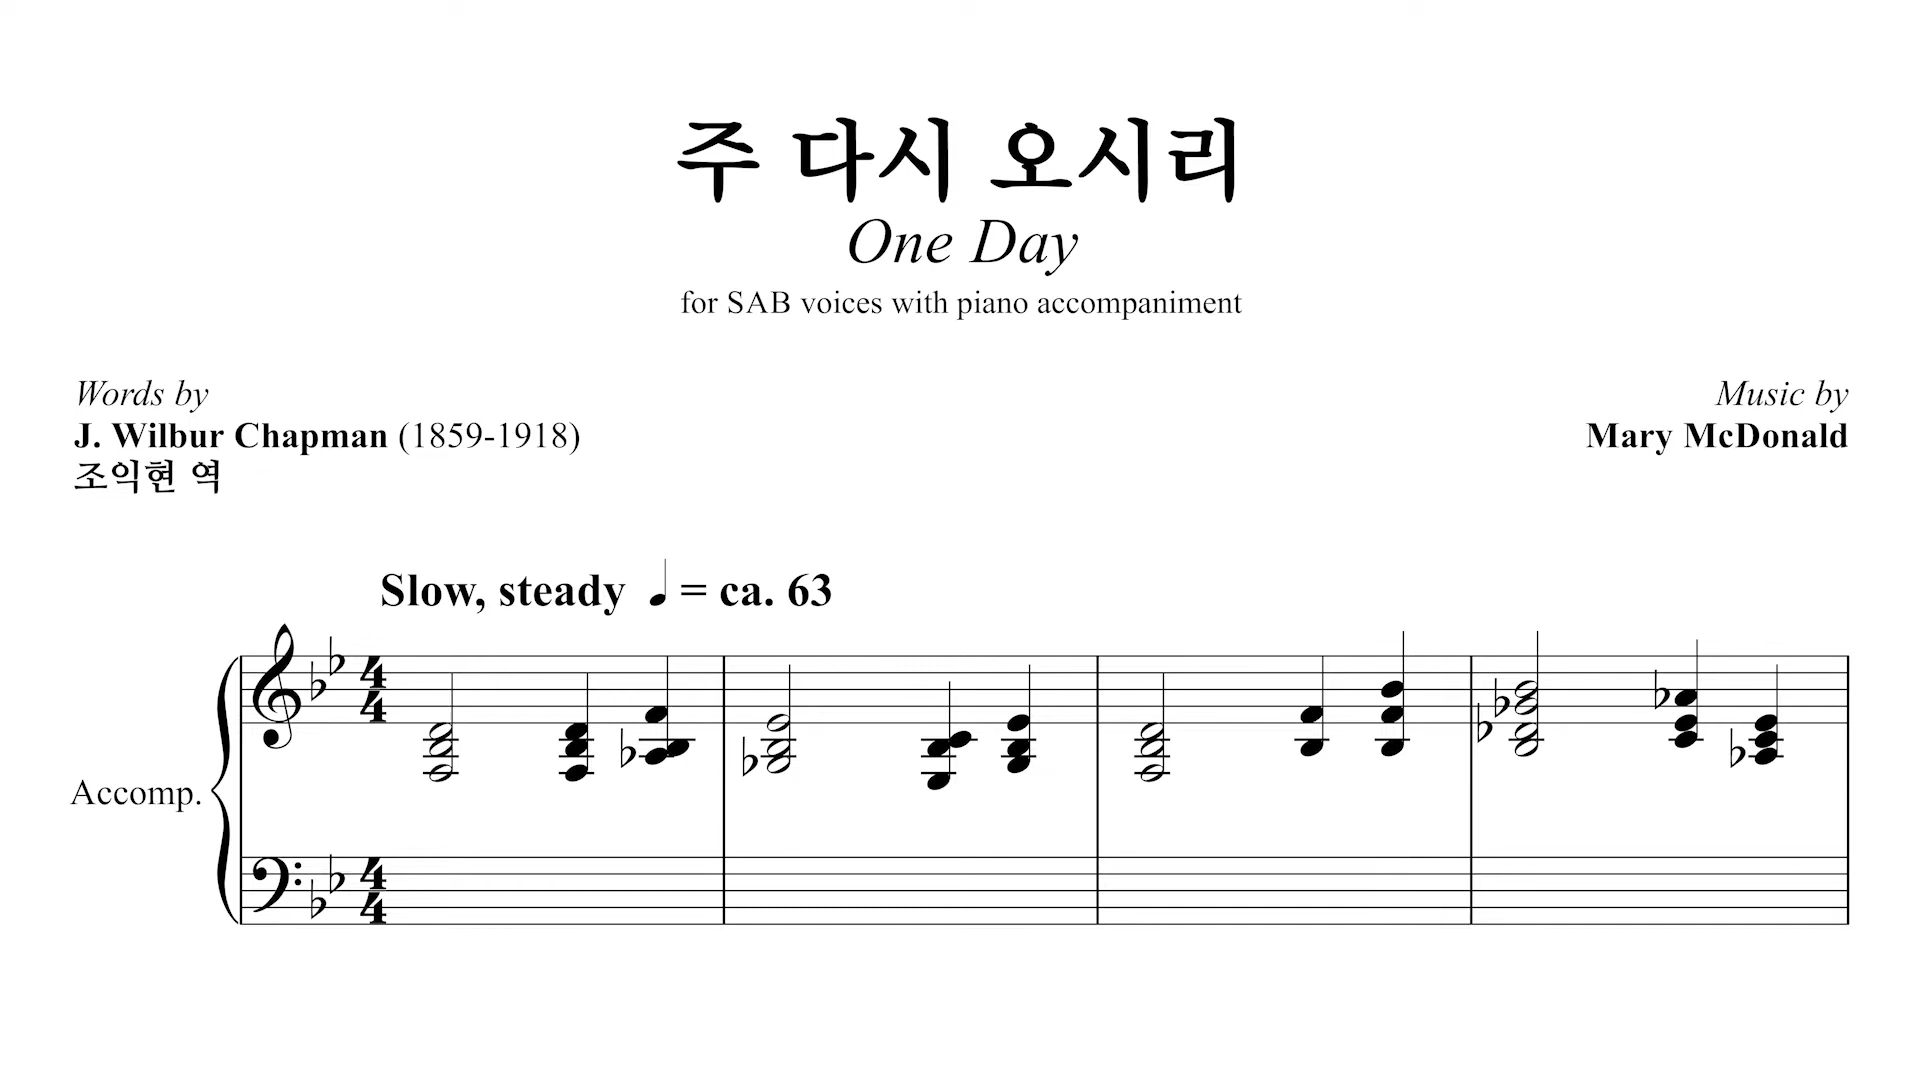 주 다시 오시리
One Day
for SAB voices with piano accompaniment
Words by
J. Wilbur Chapman (1859-1918)
조익현 역
Music by
Mary McDonald
Slow, steady ♩ = ca. 63
Accomp.